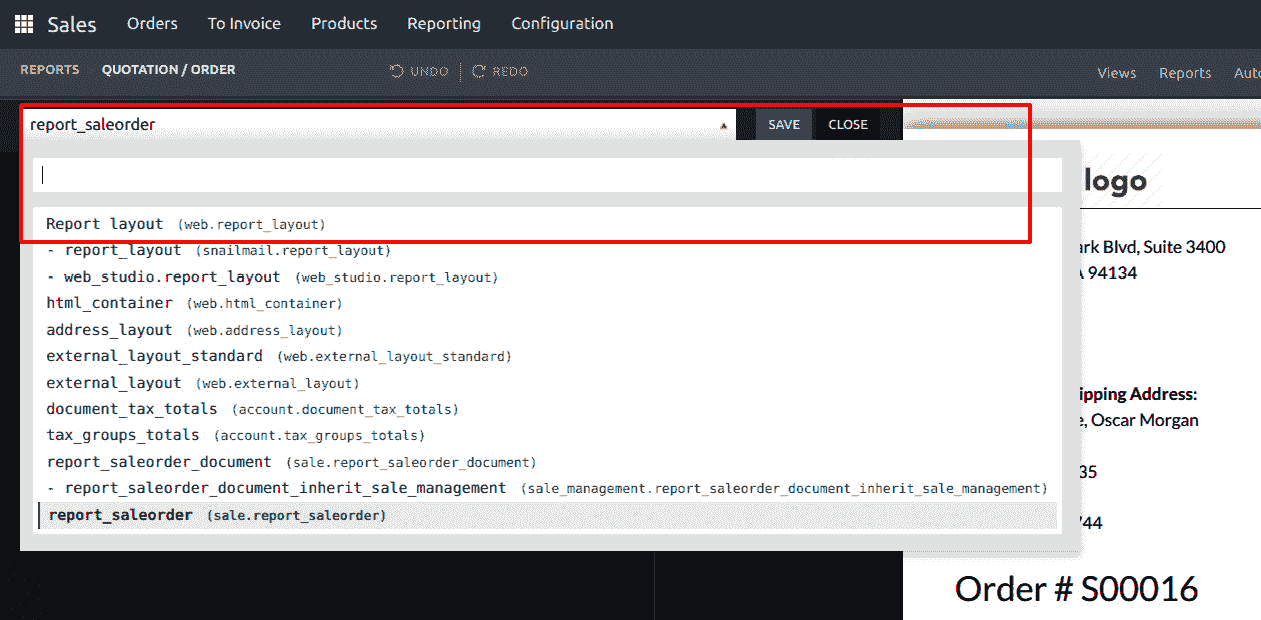 Sales Orders To Invoice Products Reporting Configuration
REPORTS QUOTATION / ORDER UNDO REDO Views Reports
report_saleorder SAVE CLOSE
logo
Report layout (web.report_layout)
- report_layout (snailmail.report_layout)
ark Blvd, Suite 3400
- web_studio.report_layout (web_studio.report_layout)
A 94134
html_container (web.html_container)
address_layout (web.address_layout)
external_layout_standard (web.external_layout_standard)
external_layout (web.external_layout)
ipping Address:
document_tax_totals (account.document_tax_totals)
e, Oscar Morgan
tax_groups_totals (account.tax_groups_totals)
report_saleorder_document (sale.report_saleorder_document)
35
- report_saleorder_document_inherit_sale_management (sale_management.report_saleorder_document_inherit_sale_management)
report_saleorder (sale.report_saleorder)
744
Order # S00016